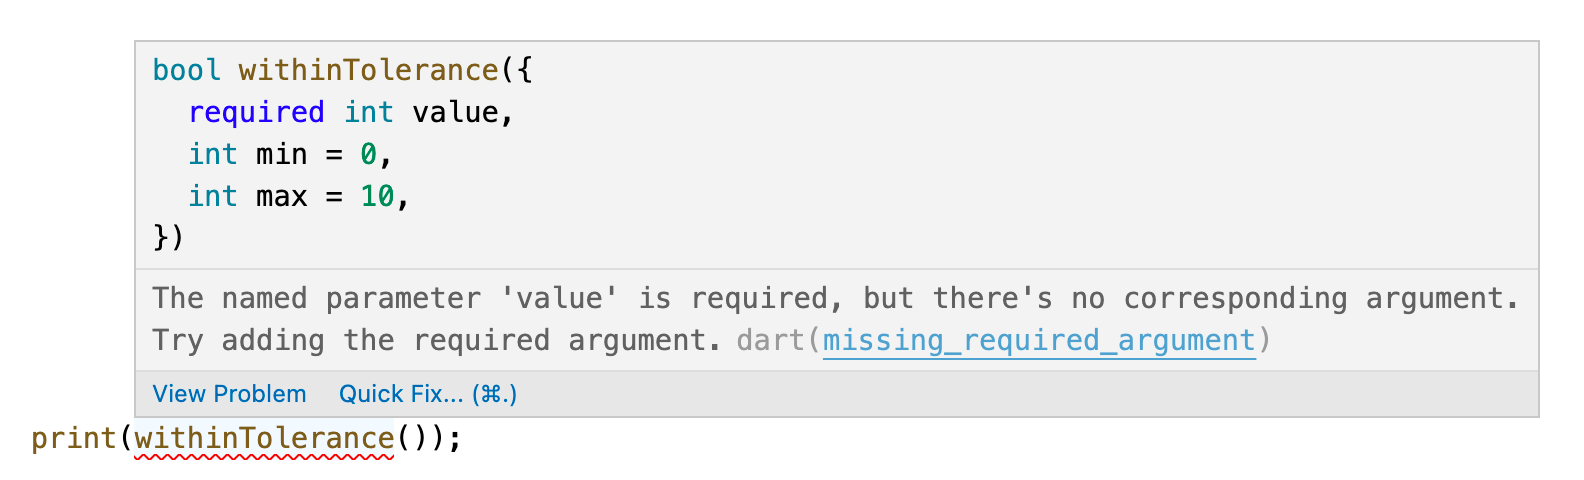 bool withinTolerance({
  required int value,
  int min = 0,
  int max = 10,
})
The named parameter 'value' is required, but there's no corresponding argument.
Try adding the required argument. dart(missing_required_argument)
View Problem Quick Fix... (⌘.)
print(withinTolerance());